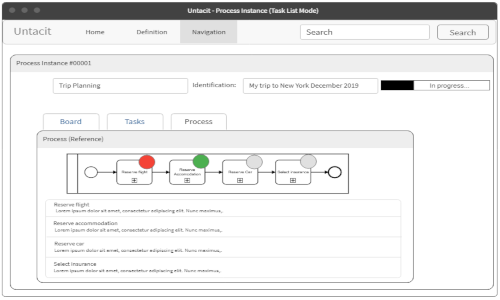 Untacit - Process Instance (Task List Mode)
Untacit Home Definition Navigation Search Search
Process Instance #00001
Trip Planning Identification: My trip to New York December 2019 In progress...
Board Tasks Process
Process (Reference)
Reserve flight Reserve Accomodation Reserve Car Select insurance
Reserve flight
Lorem ipsum dolor sit amet, consectetur adipiscing elit. Nunc maximus,
Reserve accommodation
Lorem ipsum dolor sit amet, consectetur adipiscing elit. Nunc maximus,
Reserve car
Lorem ipsum dolor sit amet, consectetur adipiscing elit. Nunc maximus,
Select insurance
Lorem ipsum dolor sit amet, consectetur adipiscing elit. Nunc maximus,